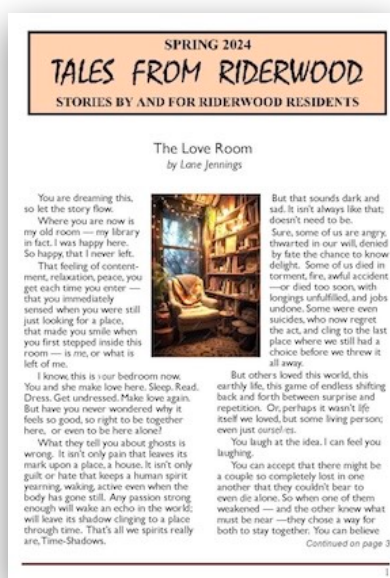 SPRING 2024
TALES FROM RIDERWOOD
STORIES BY AND FOR RIDERWOOD RESIDENTS
The Love Room
by Lane Jennings
You are dreaming this,
so let the story flow.
Where you are now is
my old room — my library
in fact. I was happy here.
So happy, that I never left.
That feeling of content-
ment, relaxation, peace, you
get each time you enter —
that you immediately
sensed when you were still
just looking for a place,
that made you smile when
you first stepped inside this
room — is me, or what is
left of me.
I know, this is your bedroom now.
You and she make love here. Sleep. Read.
Dress. Get undressed. Make love again.
But have you never wondered why it
feels so good, so right to be together
here, or even to be here alone?
What they tell you about ghosts is
wrong. It isn't only pain that leaves its
mark upon a place, a house. It isn't only
guilt or hate that keeps a human spirit
yearning, waking, active even when the
body has gone still. Any passion strong
enough will wake an echo in the world;
will leave its shadow clinging to a place
through time. That's all we spirits really
are, Time-Shadows.
But that sounds dark and
sad. It isn't always like that;
doesn't need to be.
Sure, some of us are angry,
thwarted in our will, denied
by fate the chance to know
delight. Some of us died in
torment, fire, awful accident
—or died too soon, with
longings unfulfilled, and jobs
undone. Some were even
suicides, who now regret
the act, and cling to the last
place where we still had a
choice before we threw it
all away.
But others loved this world, this
earthly life, this game of endless shifting
back and forth between surprise and
repetition. Or, perhaps it wasn't life
itself we loved, but some living person;
even just ourselves.
You laugh at the idea. I can feel you
laughing.
You can accept that there might be
a couple so completely lost in one
another that they couldn't bear to
even die alone. So when one of them
weakened — and the other knew what
must be near —they chose a way for
both to stay together. You can believe
Continued on page 3
1